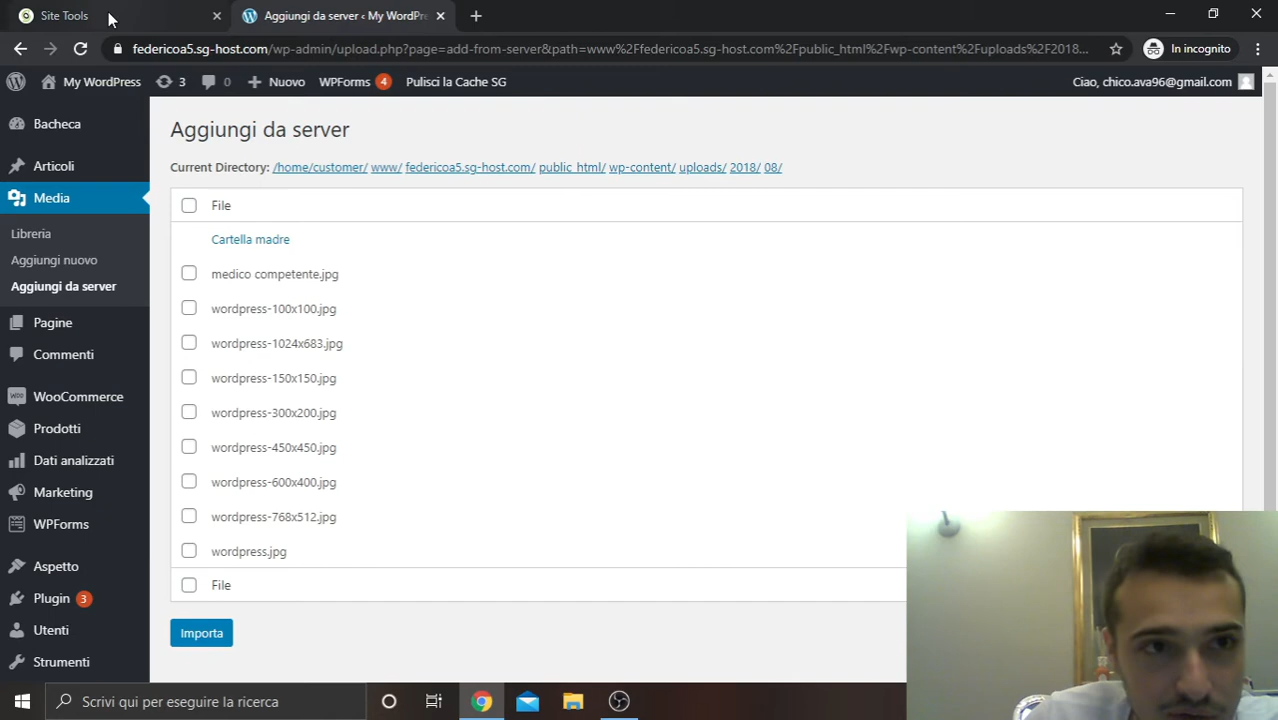 Site Tools
Aggiungi da server ‹ My WordPre
federicoa5.sg-host.com/wp-admin/upload.php?page=add-from-server&path=www%2Ffedericoa5.sg-host.com%2Fpublic_html%2Fwp-content%2Fuploads%2F2018...
In incognito
My WordPress
3
0
Nuovo
WPForms 4
Pulisci la Cache SG
Ciao, chico.ava96@gmail.com
Bacheca
Articoli
Media
Libreria
Aggiungi nuovo
Aggiungi da server
Pagine
Commenti
WooCommerce
Prodotti
Dati analizzati
Marketing
WPForms
Aspetto
Plugin 3
Utenti
Strumenti
Aggiungi da server
Current Directory: /home/customer/ www/ federicoa5.sg-host.com/ public_html/ wp-content/ uploads/ 2018/ 08/
File
Cartella madre
medico competente.jpg
wordpress-100x100.jpg
wordpress-1024x683.jpg
wordpress-150x150.jpg
wordpress-300x200.jpg
wordpress-450x450.jpg
wordpress-600x400.jpg
wordpress-768x512.jpg
wordpress.jpg
File
Importa
Scrivi qui per eseguire la ricerca